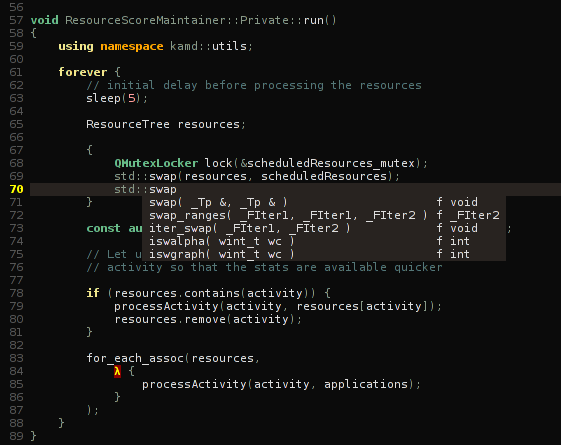 56
57 void ResourceScoreMaintainer::Private::run()
58 {
59     using namespace kamd::utils;
60
61     forever {
62         // initial delay before processing the resources
63         sleep(5);
64
65         ResourceTree resources;
66
67         {
68             QMutexLocker lock(&scheduledResources_mutex);
69             std::swap(resources, scheduledResources);
70             std::swap
71         }         swap( _Tp &, _Tp & ) f void
72 swap_ranges( _FIter1, _FIter1, _FIter2 ) f _FIter2
73         const au iter_swap( _FIter1, _FIter2 ) f void ;
74 iswalpha( wint_t wc ) f int
75         // Let u iswgraph( wint_t wc ) f int
76         // activity so that the stats are available quicker
77
78         if (resources.contains(activity)) {
79             processActivity(activity, resources[activity]);
80             resources.remove(activity);
81         }
82
83         for_each_assoc(resources,
84             λ {
85                 processActivity(activity, applications);
86             }
87         );
88     }
89 }